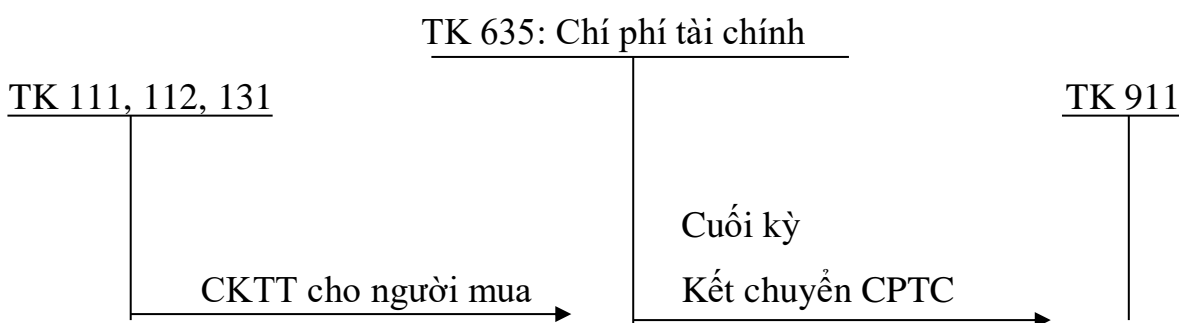 TK 635: Chí phí tài chính
TK 111, 112, 131
TK 911
Cuối kỳ
CKTT cho người mua
Kết chuyển CPTC